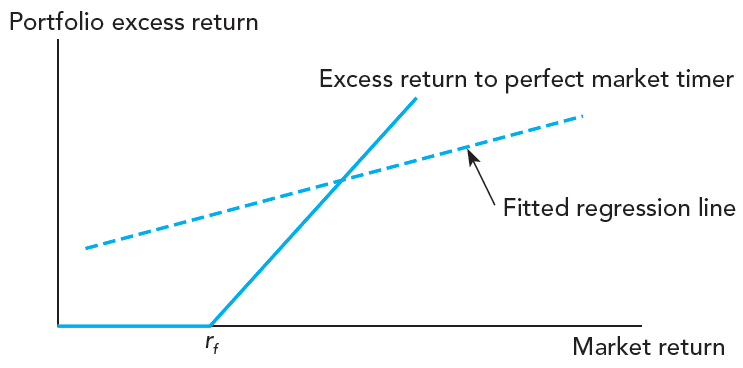 Portfolio excess return
Excess return to perfect market timer
Fitted regression line
rf
Market return